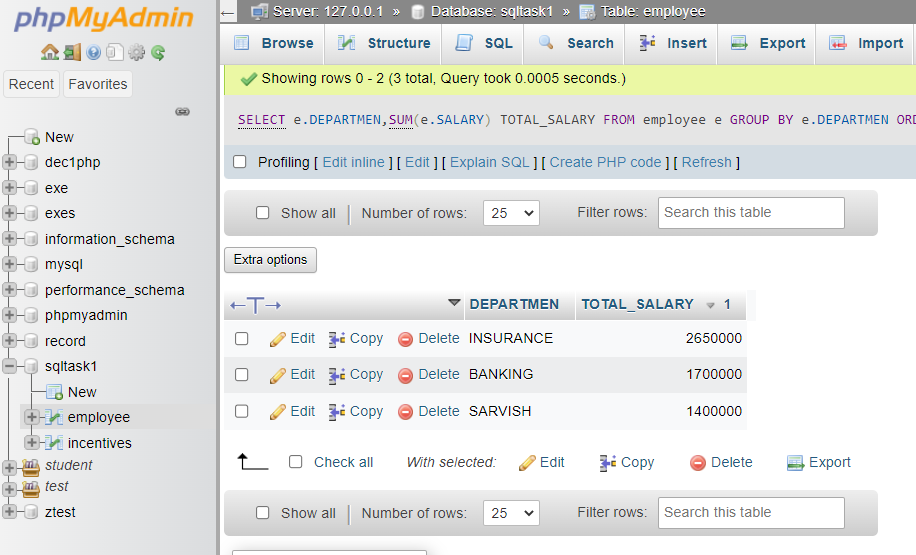 phpMyAdmin
Recent Favorites
New
dec1php
exe
exes
information_schema
mysql
performance_schema
phpmyadmin
record
sqltask1
New
employee
incentives
student
test
ztest
Server: 127.0.0.1 » Database: sqltask1 » Table: employee
Browse Structure SQL Search Insert Export Import
Showing rows 0 - 2 (3 total, Query took 0.0005 seconds.)
SELECT e.DEPARTMEN,SUM(e.SALARY) TOTAL_SALARY FROM employee e GROUP BY e.DEPARTMEN ORD
Profiling [ Edit inline ] [ Edit ] [ Explain SQL ] [ Create PHP code ] [ Refresh ]
Show all | Number of rows: 25 Filter rows: Search this table
Extra options
←T→ DEPARTMEN TOTAL_SALARY 1
Edit Copy Delete INSURANCE 2650000
Edit Copy Delete BANKING 1700000
Edit Copy Delete SARVISH 1400000
Check all With selected: Edit Copy Delete Export
Show all | Number of rows: 25 Filter rows: Search this table